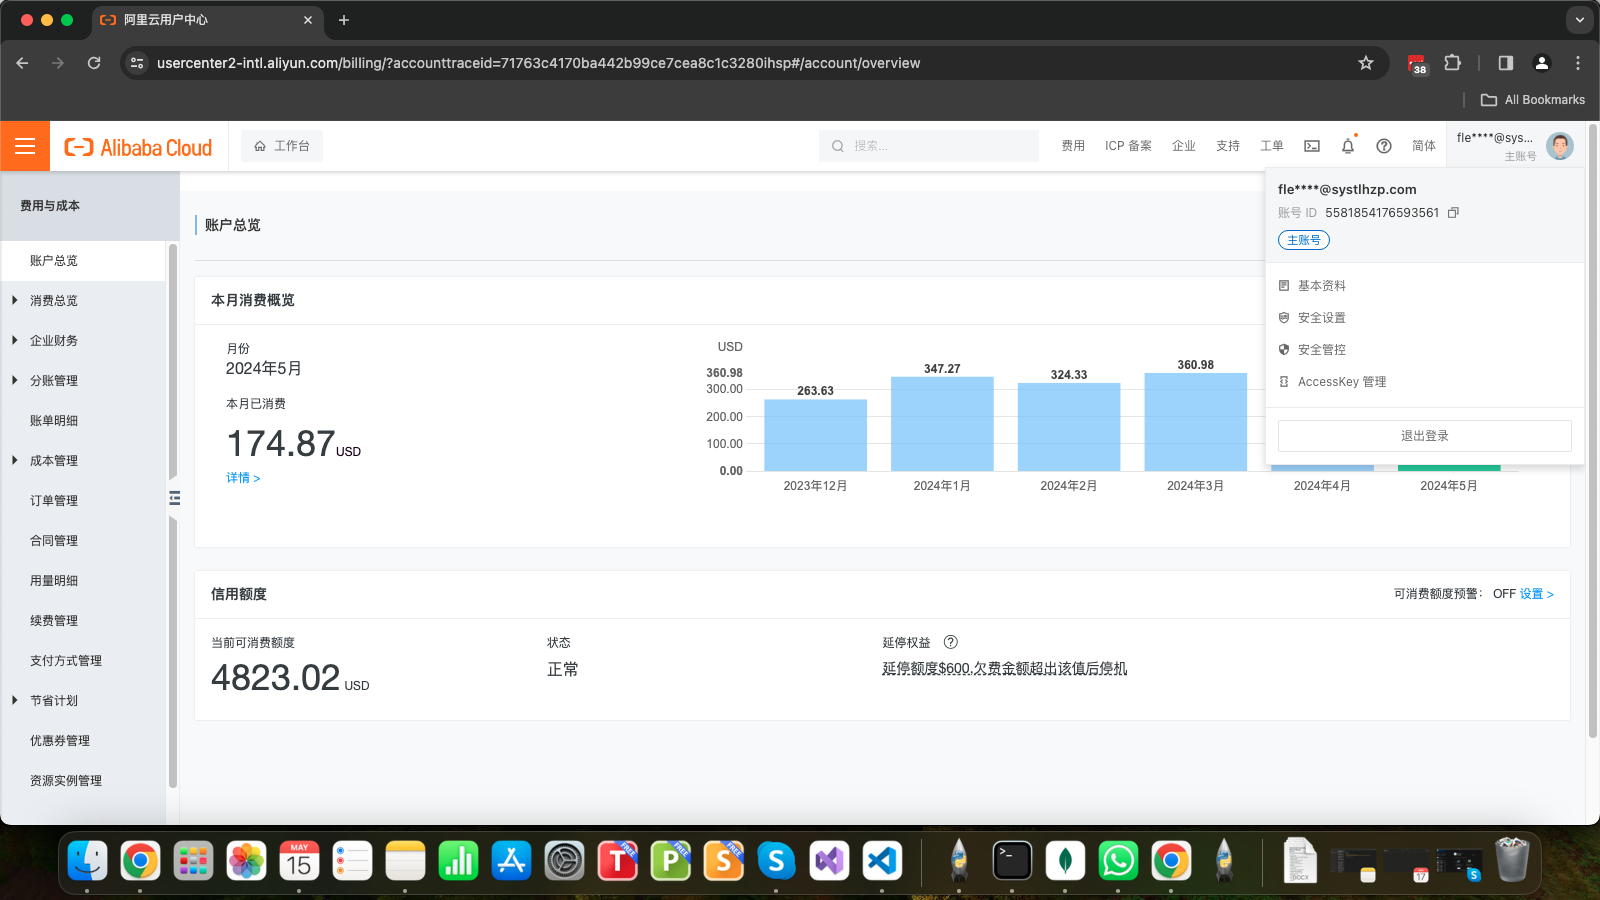 阿里云用户中心
usercenter2-intl.aliyun.com/billing/?accounttraceid=71763c4170ba442b99ce7cea8c1c3280ihsp#/account/overview
38
All Bookmarks
Alibaba Cloud
工作台
搜索...
费用
ICP 备案
企业
支持
工单
简体
fle****@sys...
主账号
fle****@systlhzp.com
账号 ID 5581854176593561
主账号
基本资料
安全设置
安全管控
AccessKey 管理
退出登录
费用与成本
账户总览
消费总览
企业财务
分账管理
账单明细
成本管理
订单管理
合同管理
用量明细
续费管理
支付方式管理
节省计划
优惠券管理
资源实例管理
账户总览
本月消费概览
月份
2024年5月
本月已消费
174.87 USD
详情 >
USD
360.98
300.00
200.00
100.00
0.00
263.63
347.27
324.33
360.98
2023年12月
2024年1月
2024年2月
2024年3月
2024年4月
2024年5月
信用额度
可消费额度预警： OFF 设置 >
当前可消费额度
4823.02 USD
状态
正常
延停权益
延停额度$600,欠费金额超出该值后停机
MAY
15
T
FREE
P
FREE
S
FREE
S
>_
DOCX
17
S